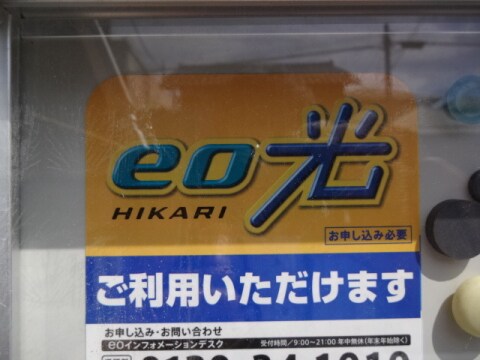 eo光
HIKARI
お申し込み必要
ご利用いただけます
お申し込み・お問い合わせ
eoインフォメーションデスク
受付時間／9:00〜21:00 年中無休(年末年始除く)